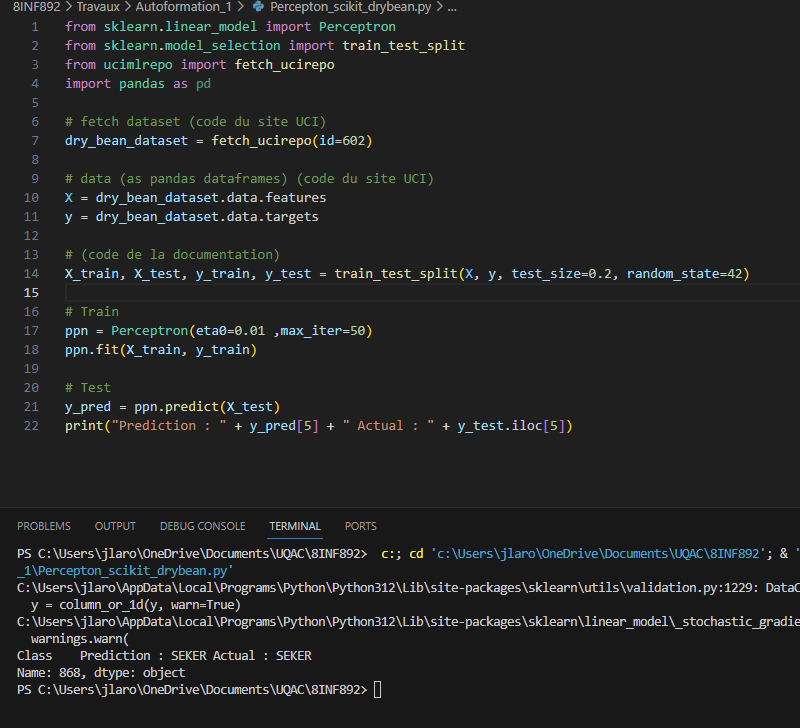 8INF892 > Travaux > Autoformation_1 > Percepton_scikit_drybean.py > ...
1 from sklearn.linear_model import Perceptron
2 from sklearn.model_selection import train_test_split
3 from ucimlrepo import fetch_ucirepo
4 import pandas as pd
5
6 # fetch dataset (code du site UCI)
7 dry_bean_dataset = fetch_ucirepo(id=602)
8
9 # data (as pandas dataframes) (code du site UCI)
10 X = dry_bean_dataset.data.features
11 y = dry_bean_dataset.data.targets
12
13 # (code de la documentation)
14 X_train, X_test, y_train, y_test = train_test_split(X, y, test_size=0.2, random_state=42)
15
16 # Train
17 ppn = Perceptron(eta0=0.01 ,max_iter=50)
18 ppn.fit(X_train, y_train)
19
20 # Test
21 y_pred = ppn.predict(X_test)
22 print("Prediction : " + y_pred[5] + " Actual : " + y_test.iloc[5])
PROBLEMS OUTPUT DEBUG CONSOLE TERMINAL PORTS
PS C:\Users\jlaro\OneDrive\Documents\UQAC\8INF892> c:; cd 'c:\Users\jlaro\OneDrive\Documents\UQAC\8INF892'; & '
_1\Percepton_scikit_drybean.py'
C:\Users\jlaro\AppData\Local\Programs\Python\Python312\Lib\site-packages\sklearn\utils\validation.py:1229: DataC
y = column_or_1d(y, warn=True)
C:\Users\jlaro\AppData\Local\Programs\Python\Python312\Lib\site-packages\sklearn\linear_model\_stochastic_gradie
warnings.warn(
Class Prediction : SEKER Actual : SEKER
Name: 868, dtype: object
PS C:\Users\jlaro\OneDrive\Documents\UQAC\8INF892>